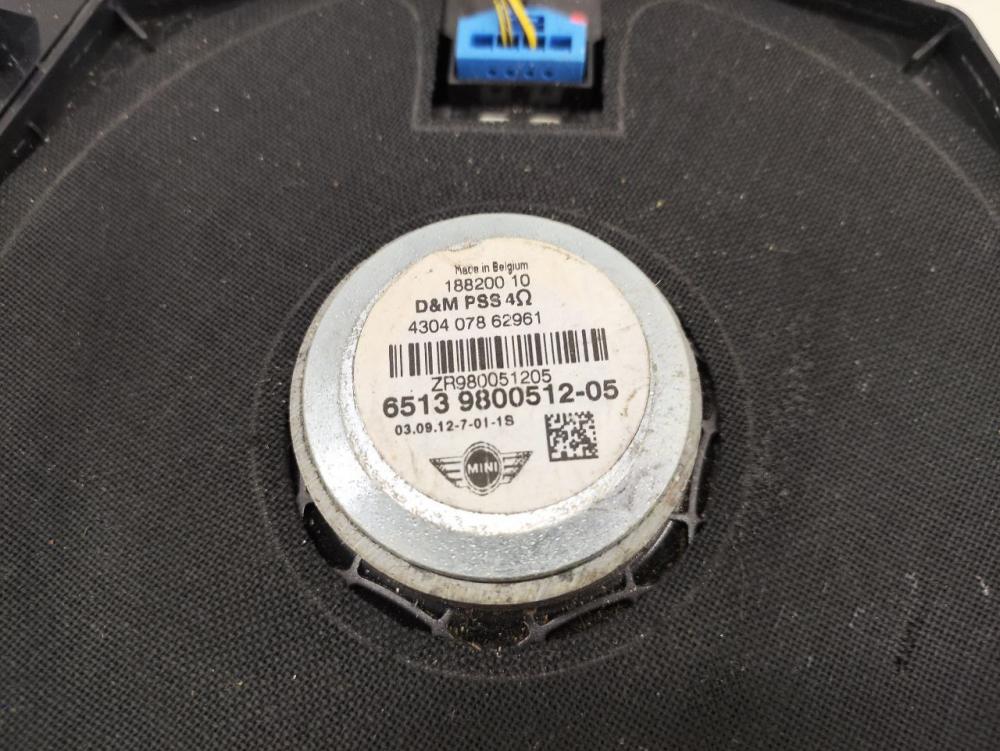 Made in Belgium
188200 10
D&M PSS 4Ω
4304 078 62961
ZR980051205
6513 9800512-05
03.09.12-7-01-1S
MINI